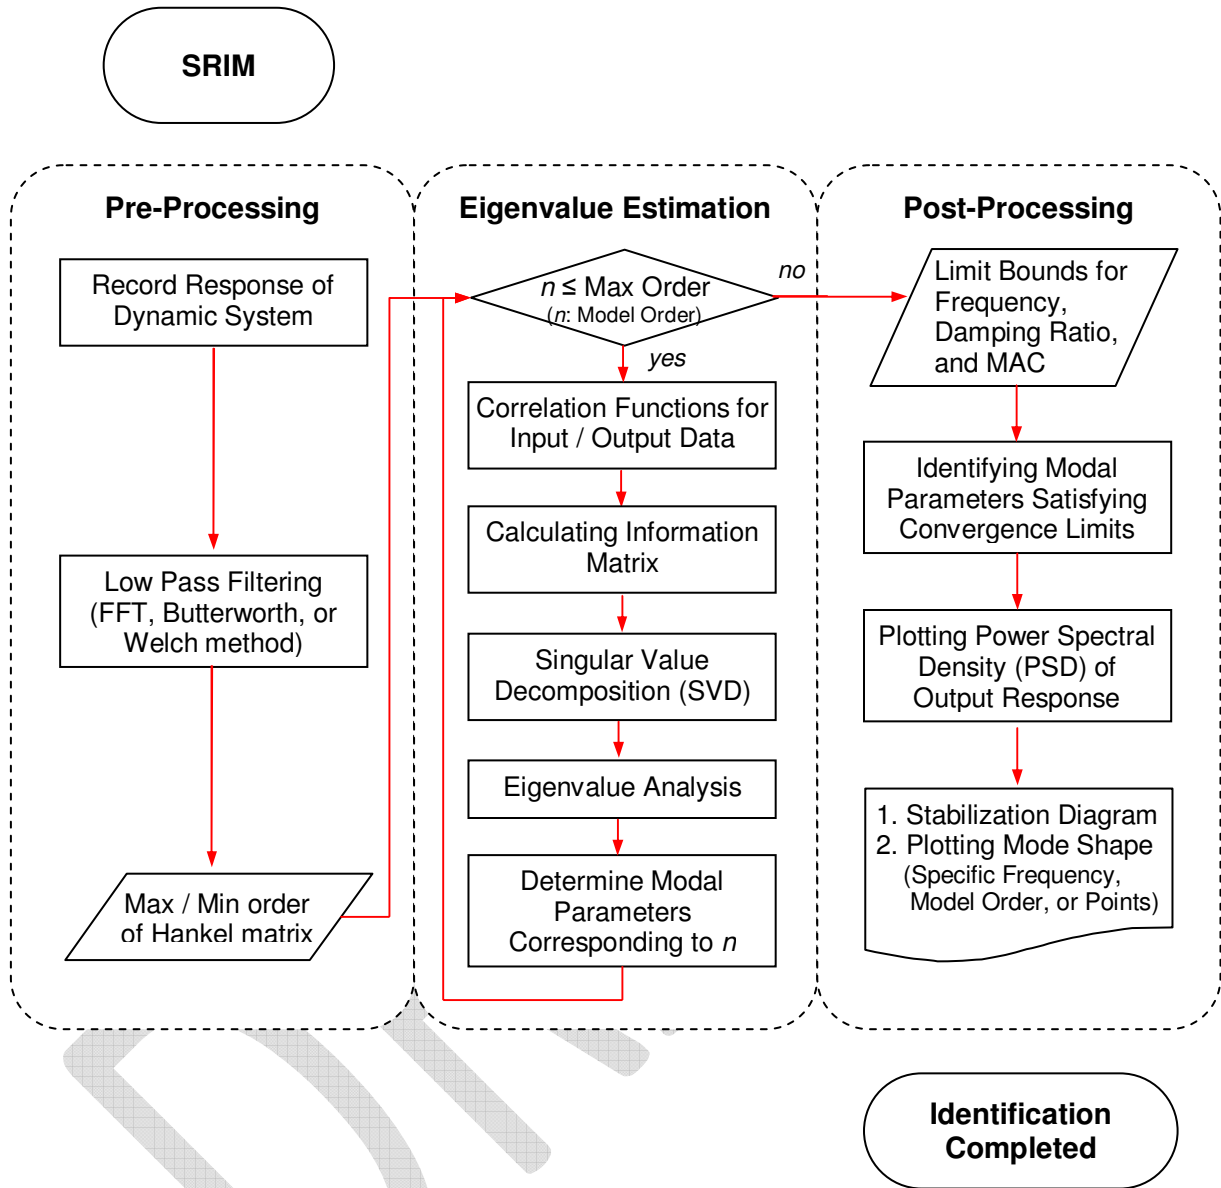 SRIM
Pre-Processing
Record Response of
Dynamic System
Low Pass Filtering
(FFT, Butterworth, or
Welch method)
Max / Min order
of Hankel matrix
Eigenvalue Estimation
n ≤ Max Order
(n: Model Order)
no
yes
Correlation Functions for
Input / Output Data
Calculating Information
Matrix
Singular Value
Decomposition (SVD)
Eigenvalue Analysis
Determine Modal
Parameters
Corresponding to n
Post-Processing
Limit Bounds for
Frequency,
Damping Ratio,
and MAC
Identifying Modal
Parameters Satisfying
Convergence Limits
Plotting Power Spectral
Density (PSD) of
Output Response
1. Stabilization Diagram
2. Plotting Mode Shape
(Specific Frequency,
Model Order, or Points)
Identification
Completed